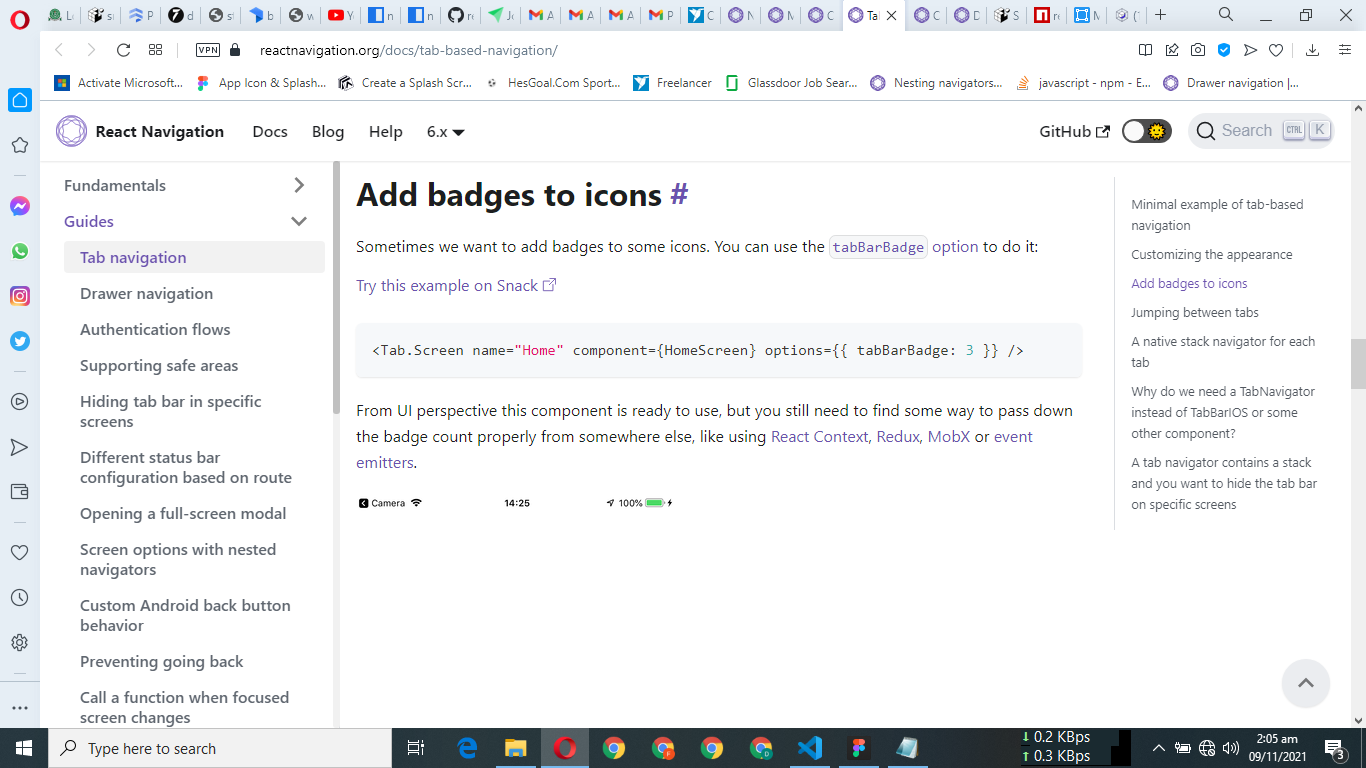 Lo
si
P
d
st
b
w
Y
n
n
re
Jo
A
A
A
P
C
N
M
C
Tab
C
D
S
re
M
(1
VPN
reactnavigation.org/docs/tab-based-navigation/
Activate Microsoft...
App Icon & Splash...
Create a Splash Scr...
HesGoal.Com Sport...
Freelancer
Glassdoor Job Sear...
Nesting navigators...
javascript - npm - E...
Drawer navigation |...
React Navigation
Docs
Blog
Help
6.x
GitHub
Search
CTRL
K
Fundamentals
Guides
Tab navigation
Drawer navigation
Authentication flows
Supporting safe areas
Hiding tab bar in specific
screens
Different status bar
configuration based on route
Opening a full-screen modal
Screen options with nested
navigators
Custom Android back button
behavior
Preventing going back
Call a function when focused
screen changes
Add badges to icons #
Sometimes we want to add badges to some icons. You can use the tabBarBadge option to do it:
Try this example on Snack
<Tab.Screen name="Home" component={HomeScreen} options={{ tabBarBadge: 3 }} />
From UI perspective this component is ready to use, but you still need to find some way to pass down
the badge count properly from somewhere else, like using React Context, Redux, MobX or event
emitters.
Camera
14:25
100%
Minimal example of tab-based
navigation
Customizing the appearance
Add badges to icons
Jumping between tabs
A native stack navigator for each
tab
Why do we need a TabNavigator
instead of TabBarIOS or some
other component?
A tab navigator contains a stack
and you want to hide the tab bar
on specific screens
Type here to search
0.2 KBps
0.3 KBps
2:05 am
09/11/2021
3